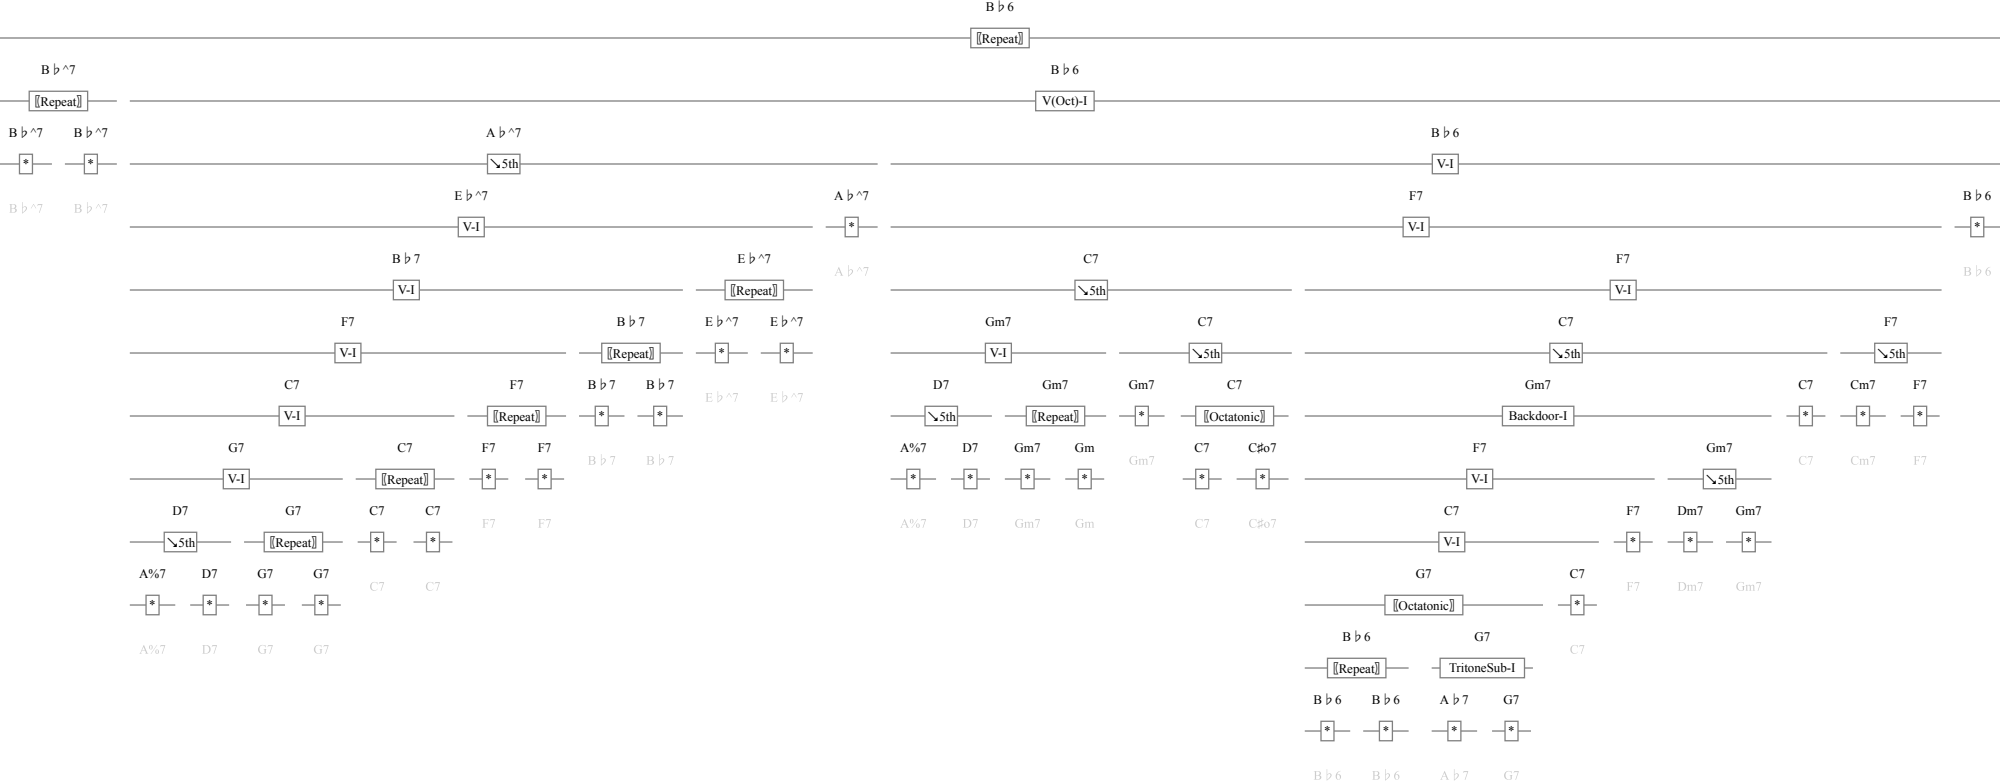 B♭6
⟦Repeat⟧
B♭^7 B♭6
⟦Repeat⟧ V(Oct)-I
B♭^7 B♭^7 A♭^7 B♭6
* * ↘5th V-I
E♭^7 A♭^7 F7 B♭6
B♭^7 B♭^7
V-I * V-I *
B♭7 E♭^7 C7 F7
A♭^7 B♭6
V-I ⟦Repeat⟧ ↘5th V-I
F7 B♭7 E♭^7 E♭^7 Gm7 C7 C7 F7
V-I ⟦Repeat⟧ * * V-I ↘5th ↘5th ↘5th
C7 F7 B♭7 B♭7 D7 Gm7 Gm7 C7 Gm7 C7 Cm7 F7
E♭^7 E♭^7
V-I ⟦Repeat⟧ * * ↘5th ⟦Repeat⟧ * ⟦Octatonic⟧ Backdoor-I * * *
G7 C7 F7 F7 A%7 D7 Gm7 Gm C7 C♯o7 F7 Gm7
B♭7 B♭7 Gm7 C7 Cm7 F7
V-I ⟦Repeat⟧ * * * * * * * * V-I ↘5th
D7 G7 C7 C7 C7 F7 Dm7 Gm7
F7 F7 A%7 D7 Gm7 Gm C7 C♯o7
↘5th ⟦Repeat⟧ * * V-I * * *
A%7 D7 G7 G7 G7 C7
C7 C7 F7 Dm7 Gm7
* * * * ⟦Octatonic⟧ *
B♭6 G7
A%7 D7 G7 G7 C7
⟦Repeat⟧ TritoneSub-I
B♭6 B♭6 A♭7 G7
* * * *
B♭6 B♭6 A♭7 G7